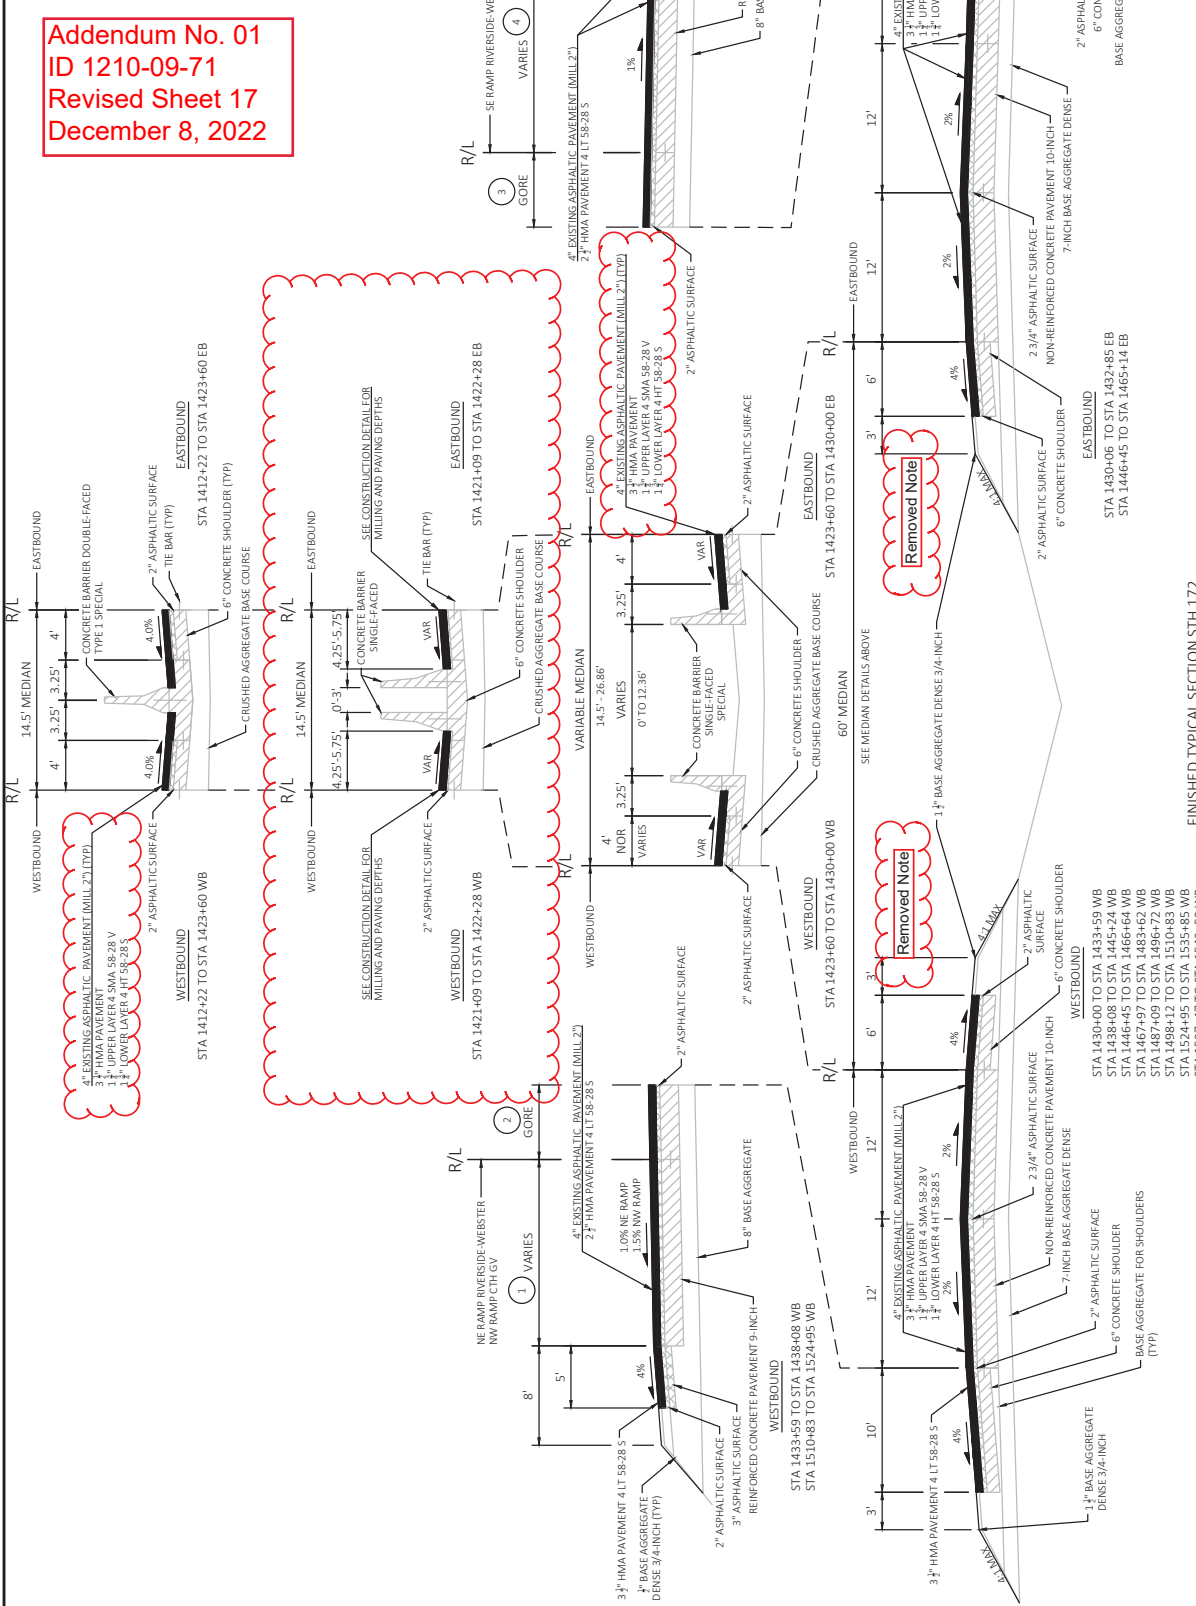 Addendum No. 01
ID 1210-09-71
Revised Sheet 17
December 8, 2022
R/L
R/L
14.5' MEDIAN
WESTBOUND
EASTBOUND
4'
3.25'
3.25'
4'
CONCRETE BARRIER DOUBLE-FACED
TYPE 1 SPECIAL
4.0%
4.0%
2" ASPHALTIC SURFACE
TIE BAR (TYP)
6" CONCRETE SHOULDER (TYP)
CRUSHED AGGREGATE BASE COURSE
4" EXISTING ASPHALTIC PAVEMENT (MILL 2") (TYP)
3 1/2" HMA PAVEMENT
1 3/4" UPPER LAYER 4 SMA 58-28 V
1 3/4" LOWER LAYER 4 HT 58-28 S
2" ASPHALTIC SURFACE
WESTBOUND
STA 1412+22 TO STA 1423+60 WB
EASTBOUND
STA 1412+22 TO STA 1423+60 EB
R/L
R/L
14.5' MEDIAN
WESTBOUND
EASTBOUND
4.25'-5.75'
0'-3'
4.25'-5.75'
CONCRETE BARRIER
SINGLE-FACED
VAR
VAR
SEE CONSTRUCTION DETAIL FOR
MILLING AND PAVING DEPTHS
SEE CONSTRUCTION DETAIL FOR
MILLING AND PAVING DEPTHS
2" ASPHALTIC SURFACE
TIE BAR (TYP)
6" CONCRETE SHOULDER
CRUSHED AGGREGATE BASE COURSE
WESTBOUND
STA 1421+09 TO STA 1422+28 WB
EASTBOUND
STA 1421+09 TO STA 1422+28 EB
NE RAMP RIVERSIDE-WEBSTER
NW RAMP CTH GV
R/L
8'
5'
1
VARIES
2
GORE
4" EXISTING ASPHALTIC PAVEMENT (MILL 2")
2 1/2" HMA PAVEMENT 4 LT 58-28 S
1.0% NE RAMP
1.5% NW RAMP
4%
2" ASPHALTIC SURFACE
8" BASE AGGREGATE
3 1/2" HMA PAVEMENT 4 LT 58-28 S
1/2" BASE AGGREGATE
DENSE 3/4-INCH (TYP)
2" ASPHALTIC SURFACE
3" ASPHALTIC SURFACE
REINFORCED CONCRETE PAVEMENT 9-INCH
WESTBOUND
STA 1433+59 TO STA 1438+08 WB
STA 1510+83 TO STA 1524+95 WB
R/L
R/L
VARIABLE MEDIAN
14.5' - 26.86'
WESTBOUND
EASTBOUND
4'
NOR
VARIES
3.25'
VARIES
0' TO 12.36'
3.25'
4'
CONCRETE BARRIER
SINGLE-FACED
SPECIAL
VAR
VAR
4" EXISTING ASPHALTIC PAVEMENT (MILL 2") (TYP)
3 1/2" HMA PAVEMENT
1 3/4" UPPER LAYER 4 SMA 58-28 V
1 3/4" LOWER LAYER 4 HT 58-28 S
2" ASPHALTIC SURFACE
2" ASPHALTIC SURFACE
6" CONCRETE SHOULDER
CRUSHED AGGREGATE BASE COURSE
WESTBOUND
STA 1423+60 TO STA 1430+00 WB
EASTBOUND
STA 1423+60 TO STA 1430+00 EB
R/L
3
GORE
4
VARIES
4" EXISTING ASPHALTIC PAVEMENT (MILL 2")
2 1/2" HMA PAVEMENT 4 LT 58-28 S
1%
2" ASPHALTIC SURFACE
SE RAMP RIVERSIDE-WE
8" BAS
R/L
R/L
60' MEDIAN
SEE MEDIAN DETAILS ABOVE
WESTBOUND
EASTBOUND
3'
10'
12'
12'
6'
3'
3'
6'
12'
12'
3 1/2" HMA PAVEMENT 4 LT 58-28 S
4" EXISTING ASPHALTIC PAVEMENT (MILL 2")
3 1/2" HMA PAVEMENT
1 3/4" UPPER LAYER 4 SMA 58-28 V
1 3/4" LOWER LAYER 4 HT 58-28 S
4:1 MAX
4%
2%
2%
4%
4:1 MAX
4:1 MAX
4%
2%
2%
Removed Note
Removed Note
1 1/2" BASE AGGREGATE DENSE 3/4-INCH
1 1/2" BASE AGGREGATE
DENSE 3/4-INCH
BASE AGGREGATE FOR SHOULDERS
(TYP)
6" CONCRETE SHOULDER
2" ASPHALTIC SURFACE
7-INCH BASE AGGREGATE DENSE
NON-REINFORCED CONCRETE PAVEMENT 10-INCH
2 3/4" ASPHALTIC SURFACE
6" CONCRETE SHOULDER
2" ASPHALTIC
SURFACE
2" ASPHALTIC SURFACE
6" CONCRETE SHOULDER
2 3/4" ASPHALTIC SURFACE
NON-REINFORCED CONCRETE PAVEMENT 10-INCH
7-INCH BASE AGGREGATE DENSE
2" ASPHAL
6" CON
BASE AGGREG
WESTBOUND
STA 1430+00 TO STA 1433+59 WB
STA 1438+08 TO STA 1445+24 WB
STA 1446+45 TO STA 1466+64 WB
STA 1467+97 TO STA 1483+62 WB
STA 1487+09 TO STA 1496+72 WB
STA 1498+12 TO STA 1510+83 WB
STA 1524+95 TO STA 1535+85 WB
EASTBOUND
STA 1430+06 TO STA 1432+85 EB
STA 1446+45 TO STA 1465+14 EB
FINISHED TYPICAL SECTION STH 172